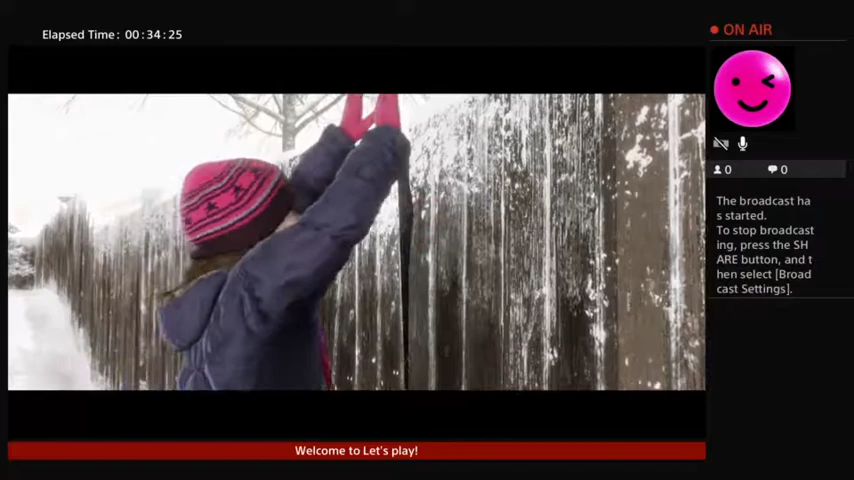 Elapsed Time: 00:34:25
ON AIR
0 0
The broadcast ha
s started.
To stop broadcast
ing, press the SH
ARE button, and t
hen select [Broad
cast Settings].
Welcome to Let's play!